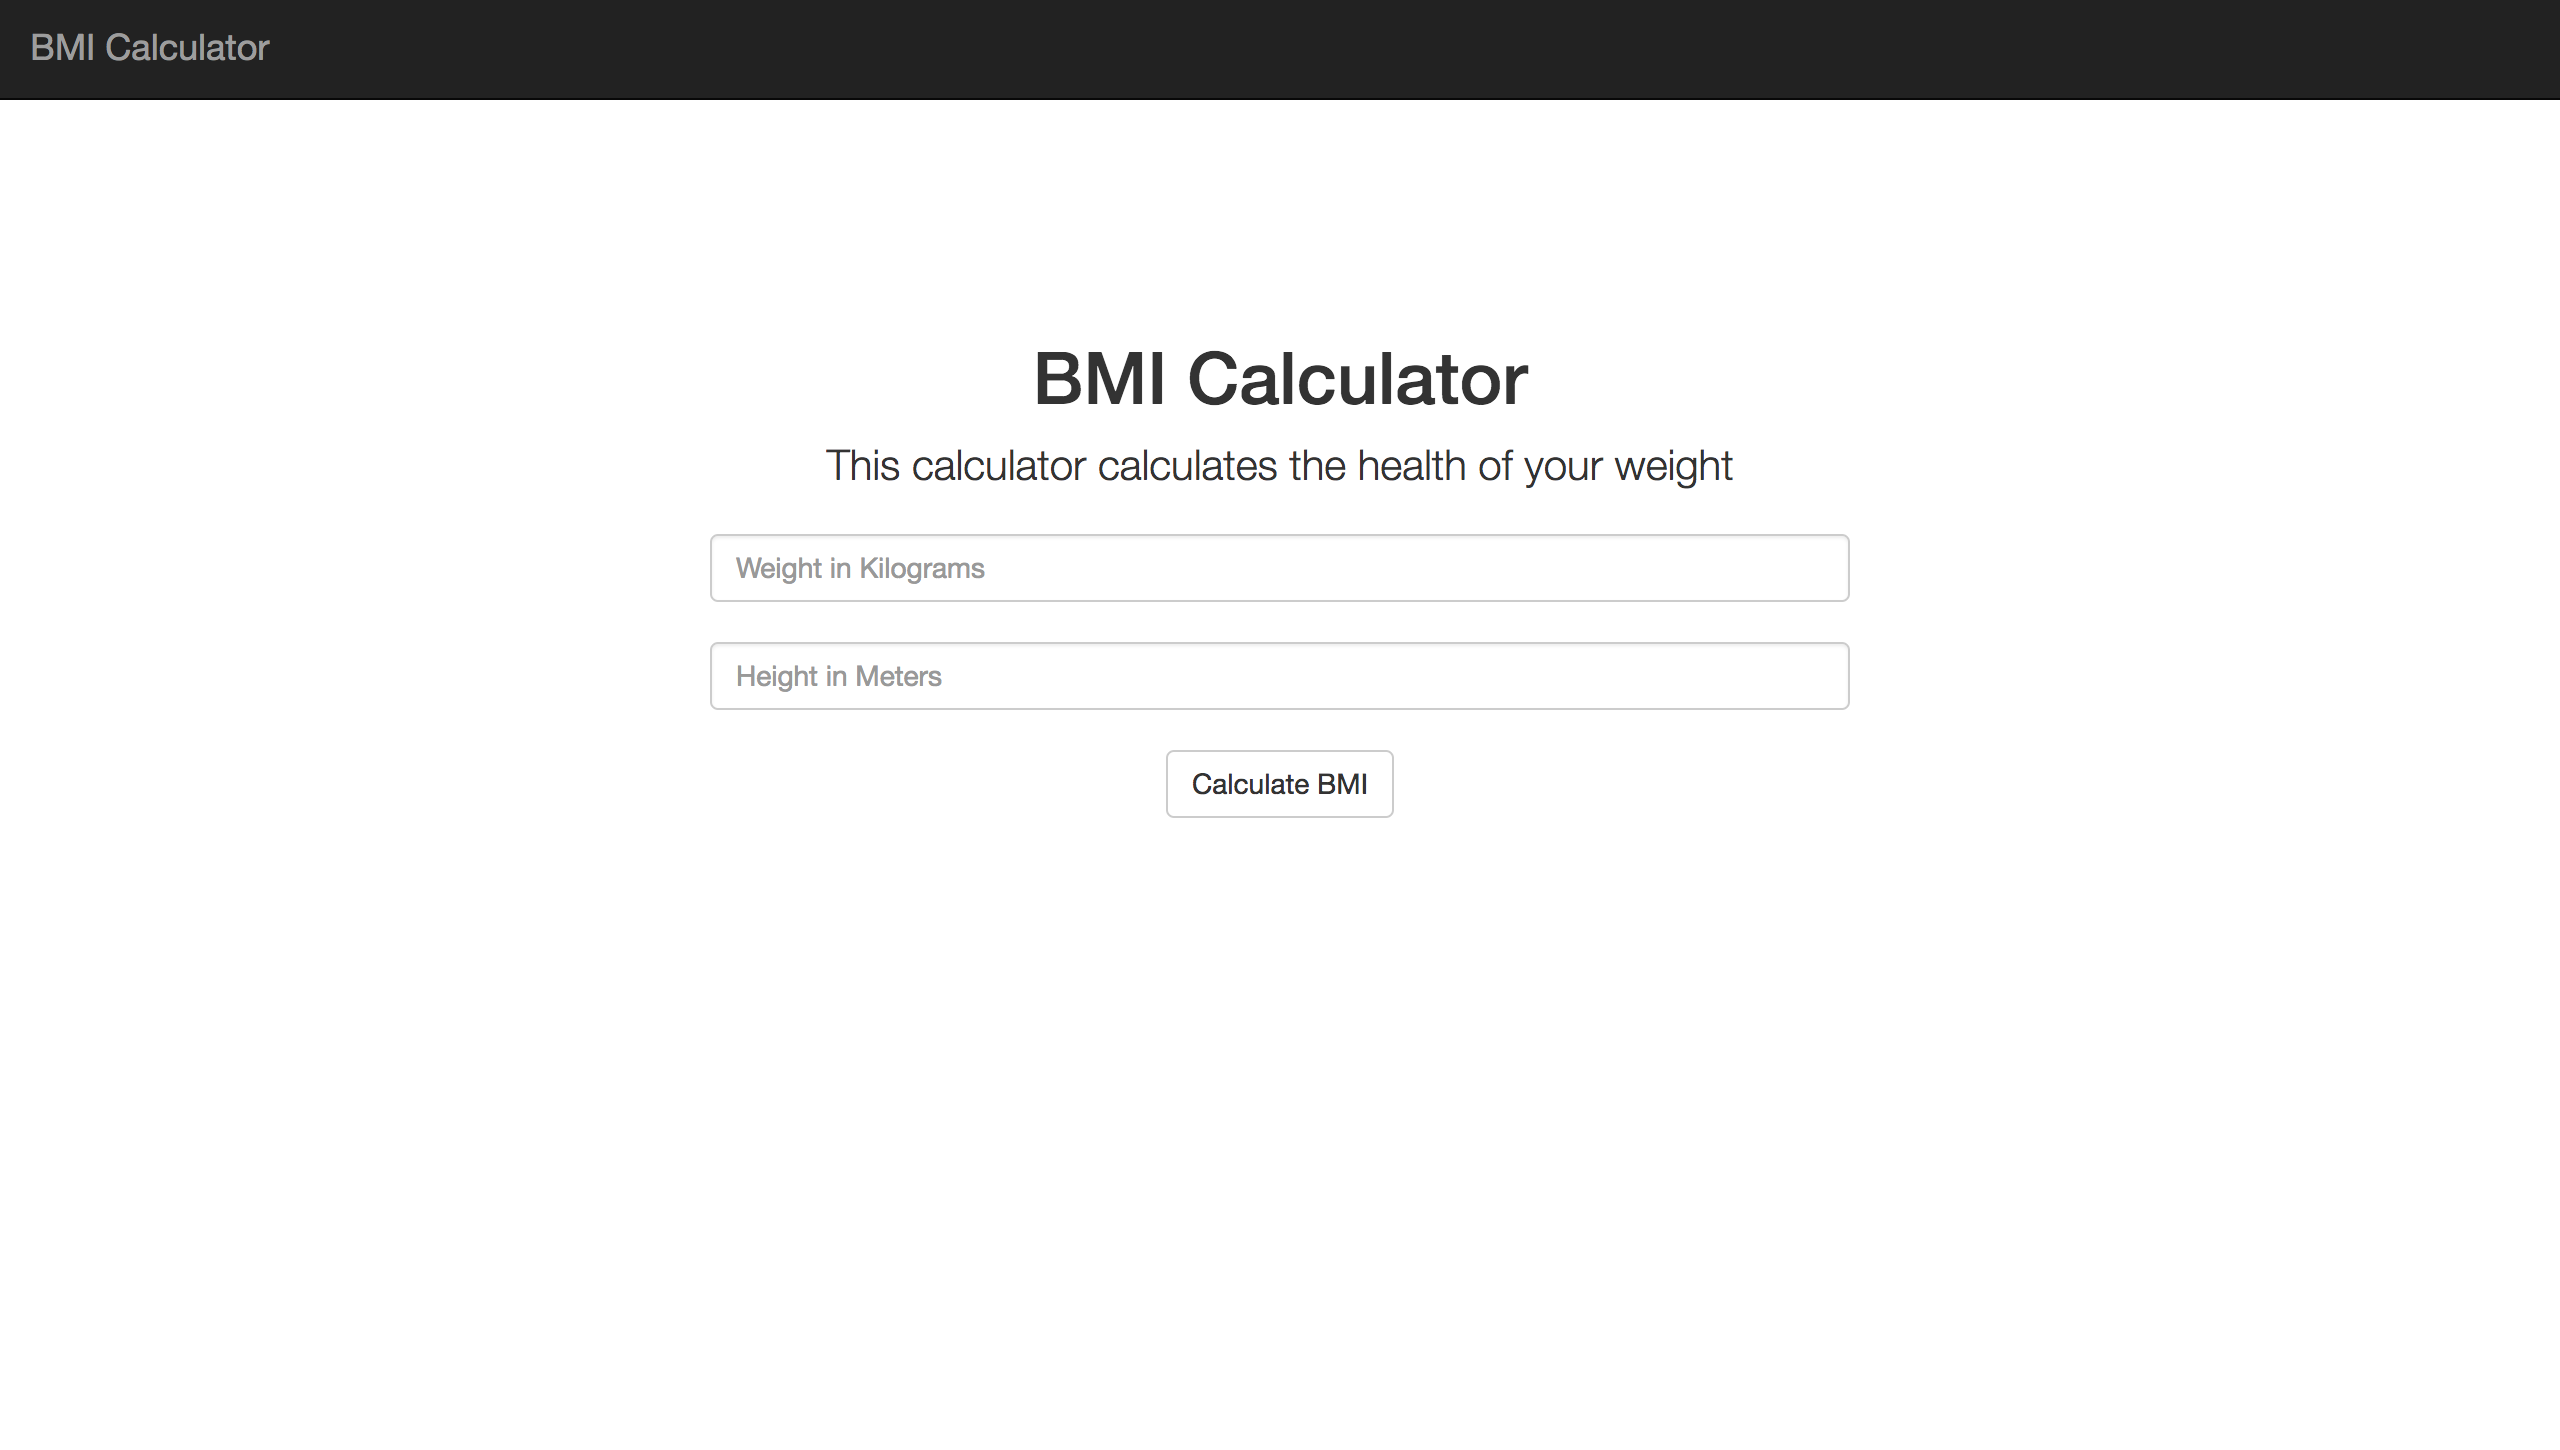 BMI Calculator
BMI Calculator
This calculator calculates the health of your weight
Weight in Kilograms
Height in Meters
Calculate BMI